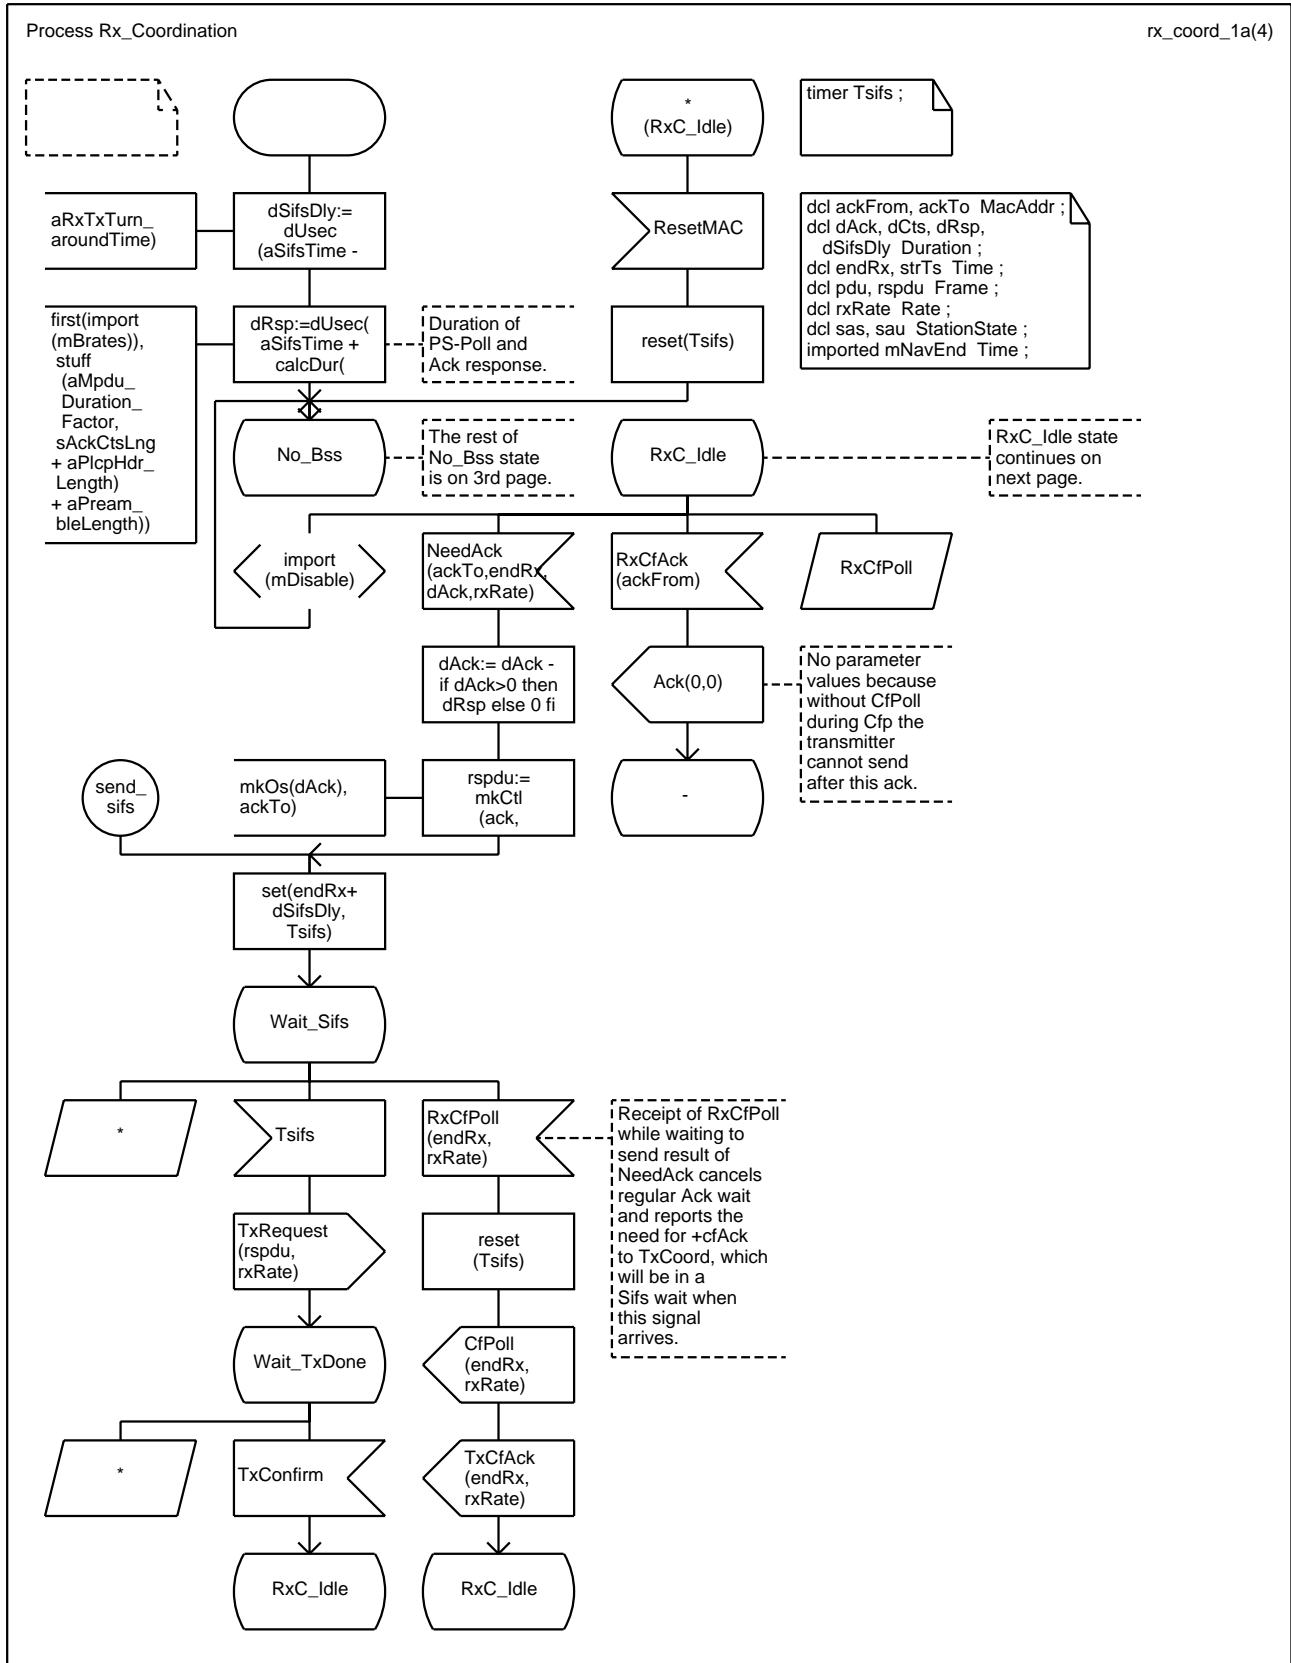 Process Rx_Coordination
rx_coord_1a(4)
*
(RxC_Idle)
timer Tsifs ;
aRxTxTurn_
aroundTime)
dSifsDly:=
dUsec
(aSifsTime -
ResetMAC
dcl ackFrom, ackTo  MacAddr ;
dcl dAck, dCts, dRsp,
dSifsDly  Duration ;
dcl endRx, strTs  Time ;
dcl pdu, rspdu  Frame ;
dcl rxRate  Rate ;
dcl sas, sau  StationState ;
imported mNavEnd  Time ;
first(import
(mBrates)),
stuff
(aMpdu_
Duration_
Factor,
sAckCtsLng
+ aPlcpHdr_
Length)
+ aPream_
bleLength))
dRsp:=dUsec(
aSifsTime +
calcDur(
Duration of
PS-Poll and
Ack response.
reset(Tsifs)
No_Bss
The rest of
No_Bss state
is on 3rd page.
RxC_Idle
RxC_Idle state
continues on
next page.
import
(mDisable)
NeedAck
(ackTo,endRx,
dAck,rxRate)
RxCfAck
(ackFrom)
RxCfPoll
dAck:= dAck -
if dAck>0 then
dRsp else 0 fi
Ack(0,0)
No parameter
values because
without CfPoll
during Cfp the
transmitter
cannot send
after this ack.
send_
sifs
mkOs(dAck),
ackTo)
rspdu:=
mkCtl
(ack,
-
set(endRx+
dSifsDly,
Tsifs)
Wait_Sifs
*
Tsifs
RxCfPoll
(endRx,
rxRate)
Receipt of RxCfPoll
while waiting to
send result of
NeedAck cancels
regular Ack wait
and reports the
need for +cfAck
to TxCoord, which
will be in a
Sifs wait when
this signal
arrives.
TxRequest
(rspdu,
rxRate)
reset
(Tsifs)
Wait_TxDone
CfPoll
(endRx,
rxRate)
*
TxConfirm
TxCfAck
(endRx,
rxRate)
RxC_Idle
RxC_Idle